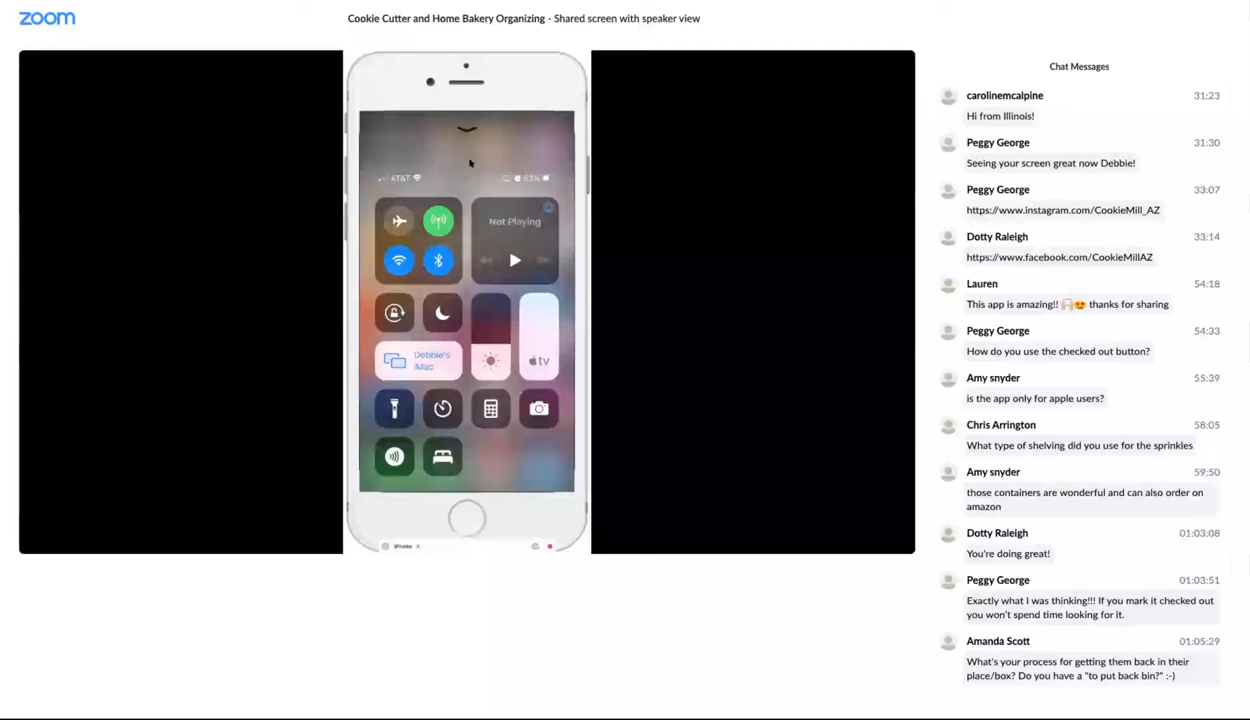 zoom
Cookie Cutter and Home Bakery Organizing - Shared screen with speaker view
AT&T
63%
Not Playing
Debbie's
iMac
tv
iPhone
Chat Messages
carolinemcalpine 31:23
Hi from Illinois!
Peggy George 31:30
Seeing your screen great now Debbie!
Peggy George 33:07
https://www.instagram.com/CookieMill_AZ
Dotty Raleigh 33:14
https://www.facebook.com/CookieMillAZ
Lauren 54:18
This app is amazing!! 🙌🏻😍 thanks for sharing
Peggy George 54:33
How do you use the checked out button?
Amy snyder 55:39
is the app only for apple users?
Chris Arrington 58:05
What type of shelving did you use for the sprinkles
Amy snyder 59:50
those containers are wonderful and can also order on
amazon
Dotty Raleigh 01:03:08
You're doing great!
Peggy George 01:03:51
Exactly what I was thinking!!! If you mark it checked out
you won't spend time looking for it.
Amanda Scott 01:05:29
What's your process for getting them back in their
place/box? Do you have a "to put back bin?" :-)